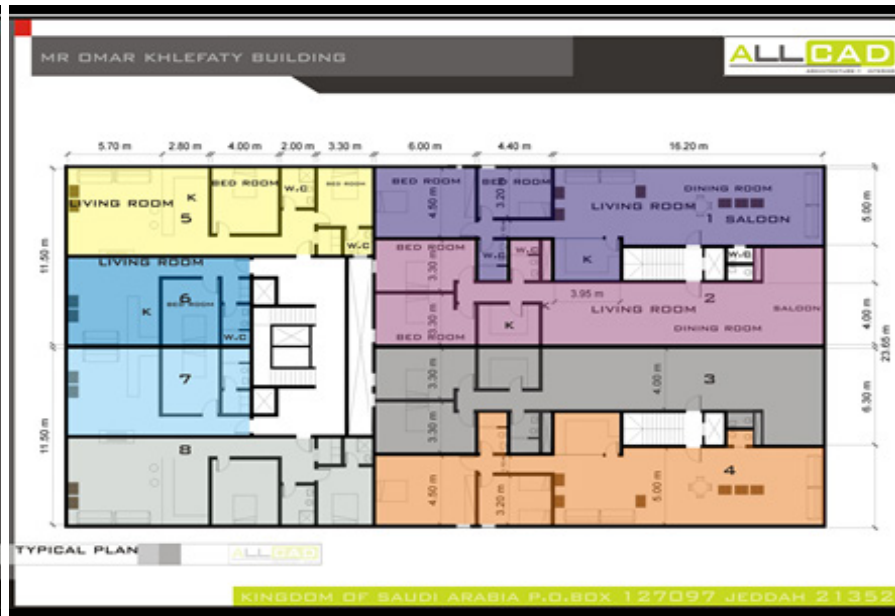 MR OMAR KHLEFATY BUILDING
ALLCAD
5.70 m 2.80 m 4.00 m 2.00 m 3.30 m 6.00 m 4.40 m 16.20 m
BED ROOM W.C BED ROOM BED ROOM BED ROOM DINING ROOM
LIVING ROOM K 4.50 m 3.20 m LIVING ROOM 1 SALOON 5.00 m
5
W.C
11.50 m
LIVING ROOM BED ROOM W.C W.C K W.C
6 BED ROOM 3.30 m 3.95 m 2
K K LIVING ROOM SALOON 4.00 m
W.C BED ROOM 3.30 m K DINING ROOM
23.65 m
7 3.30 m 4.00 m 3
6.30 m
11.50 m 3.30 m
8 4
4.50 m 3.20 m 5.00 m
TYPICAL PLAN ALLCAD
KINGDOM OF SAUDI ARABIA P.O.BOX 127097 JEDDAH 21352